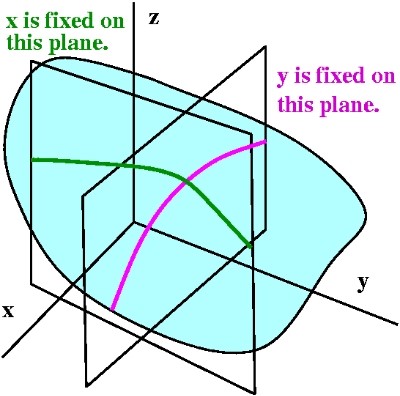 x is fixed on
this plane.
z
y is fixed on
this plane.
y
x